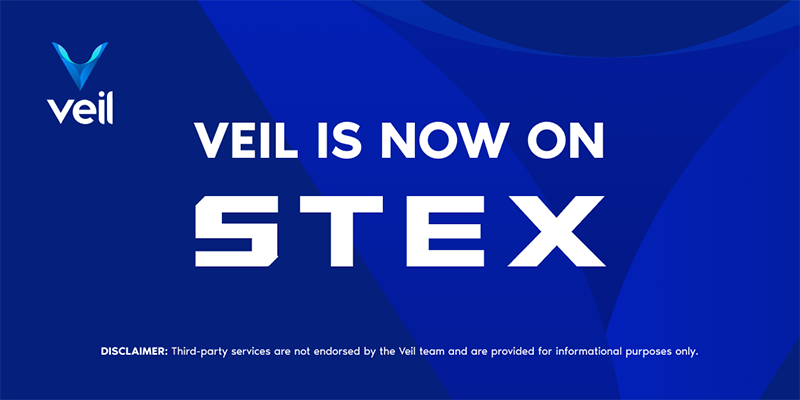 veil
VEIL IS NOW ON
STEX
DISCLAIMER: Third-party services are not endorsed by the Veil team and are provided for informational purposes only.